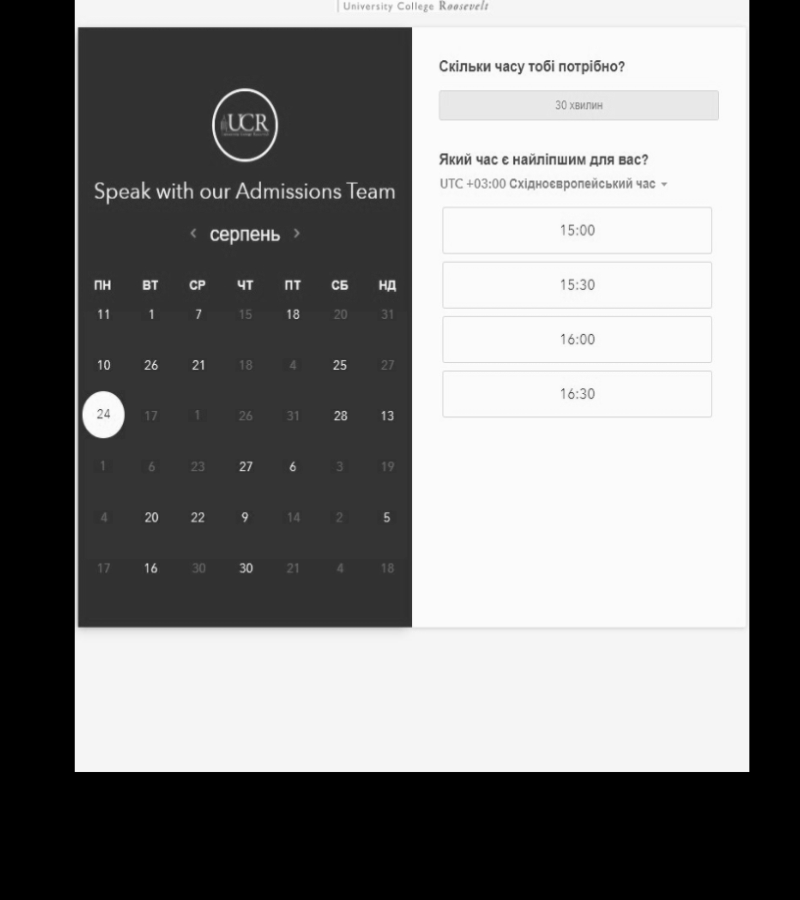 University College Roosevelt
UCR
Speak with our Admissions Team
< серпень >
ПН ВТ СР ЧТ ПТ СБ НД
11 1 7 15 18 20 31
10 26 21 18 4 25 27
24 17 1 26 31 28 13
1 6 23 27 6 3 19
4 20 22 9 14 2 5
17 16 30 30 21 4 18
Скільки часу тобі потрібно?
30 хвилин
Який час є найліпшим для вас?
UTC +03:00 Східноєвропейський час
15:00
15:30
16:00
16:30